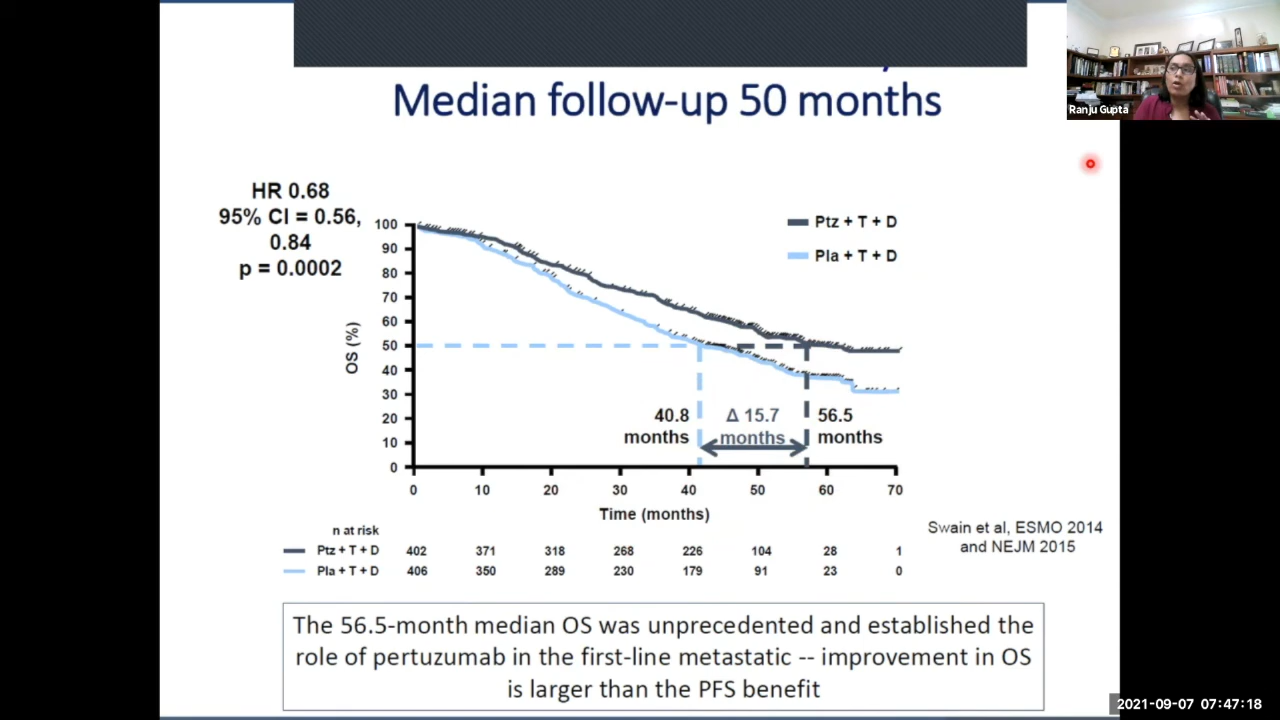 Median follow-up 50 months
Ranju Gupta
HR 0.68
95% CI = 0.56,
0.84
p = 0.0002
Ptz + T + D
Pla + T + D
100
90
80
70
60
50
40
30
20
10
0
OS (%)
40.8
months
Δ 15.7
months
56.5
months
0 10 20 30 40 50 60 70
Time (months)
n at risk
Ptz + T + D 402 371 318 268 226 104 28 1
Pla + T + D 406 350 289 230 179 91 23 0
Swain et al, ESMO 2014
and NEJM 2015
The 56.5-month median OS was unprecedented and established the
role of pertuzumab in the first-line metastatic -- improvement in OS
is larger than the PFS benefit
2021-09-07 07:47:18